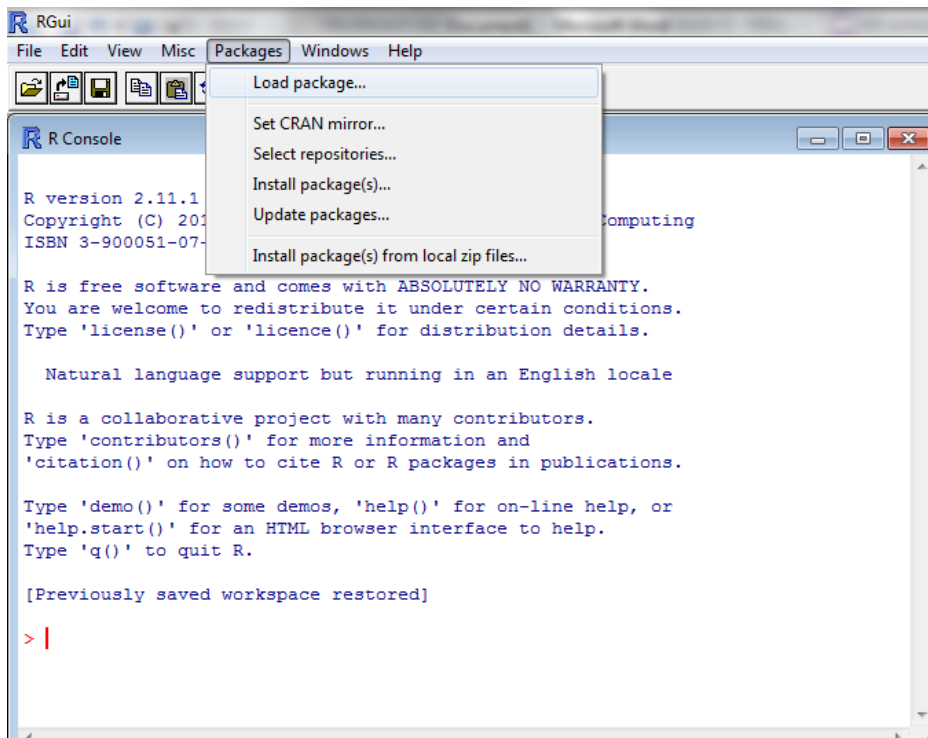 RGui
File Edit View Misc Packages Windows Help
Load package...
Set CRAN mirror...
Select repositories...
Install package(s)...
Update packages...
Install package(s) from local zip files...
R Console
R version 2.11.1
Copyright (C) 201 Computing
ISBN 3-900051-07-
R is free software and comes with ABSOLUTELY NO WARRANTY.
You are welcome to redistribute it under certain conditions.
Type 'license()' or 'licence()' for distribution details.
Natural language support but running in an English locale
R is a collaborative project with many contributors.
Type 'contributors()' for more information and
'citation()' on how to cite R or R packages in publications.
Type 'demo()' for some demos, 'help()' for on-line help, or
'help.start()' for an HTML browser interface to help.
Type 'q()' to quit R.
[Previously saved workspace restored]
>